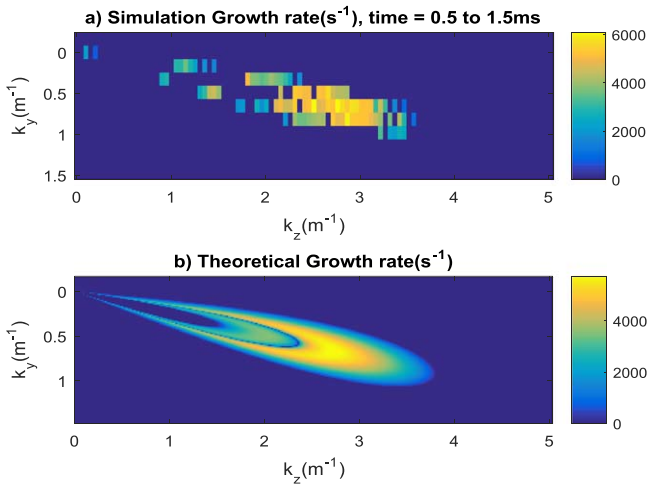 a) Simulation Growth rate(s⁻¹), time = 0.5 to 1.5ms
0
0.5
1
1.5
k_y(m⁻¹)
0 1 2 3 4 5
k_z(m⁻¹)
6000
4000
2000
0
b) Theoretical Growth rate(s⁻¹)
0
0.5
1
k_y(m⁻¹)
0 1 2 3 4 5
k_z(m⁻¹)
4000
2000
0